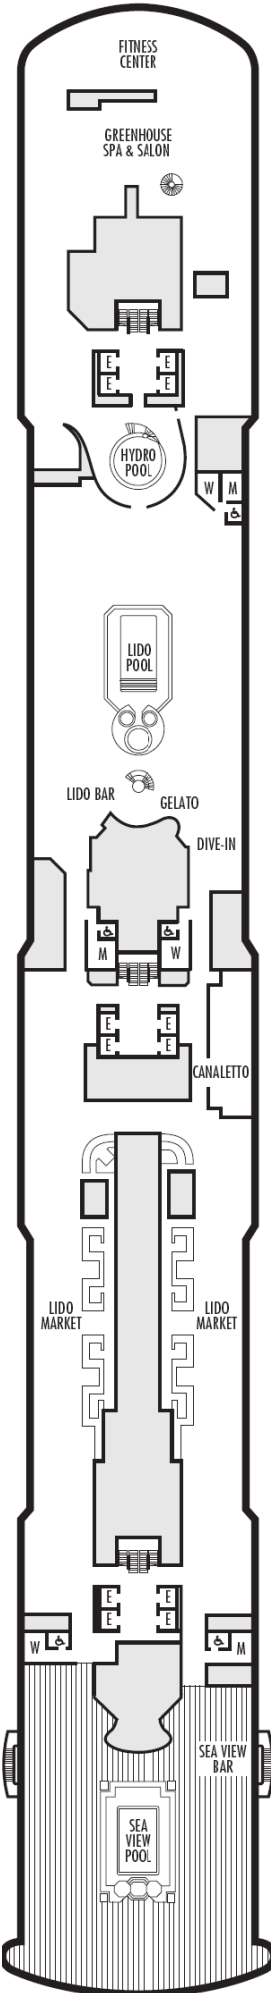 FITNESS
CENTER
GREENHOUSE
SPA & SALON
E
E
E
E
HYDRO
POOL
W
M
LIDO
POOL
LIDO BAR
GELATO
DIVE-IN
M
W
E
E
E
E
CANALETTO
LIDO
MARKET
LIDO
MARKET
E
E
E
E
W
M
SEA VIEW
BAR
SEA
VIEW
POOL